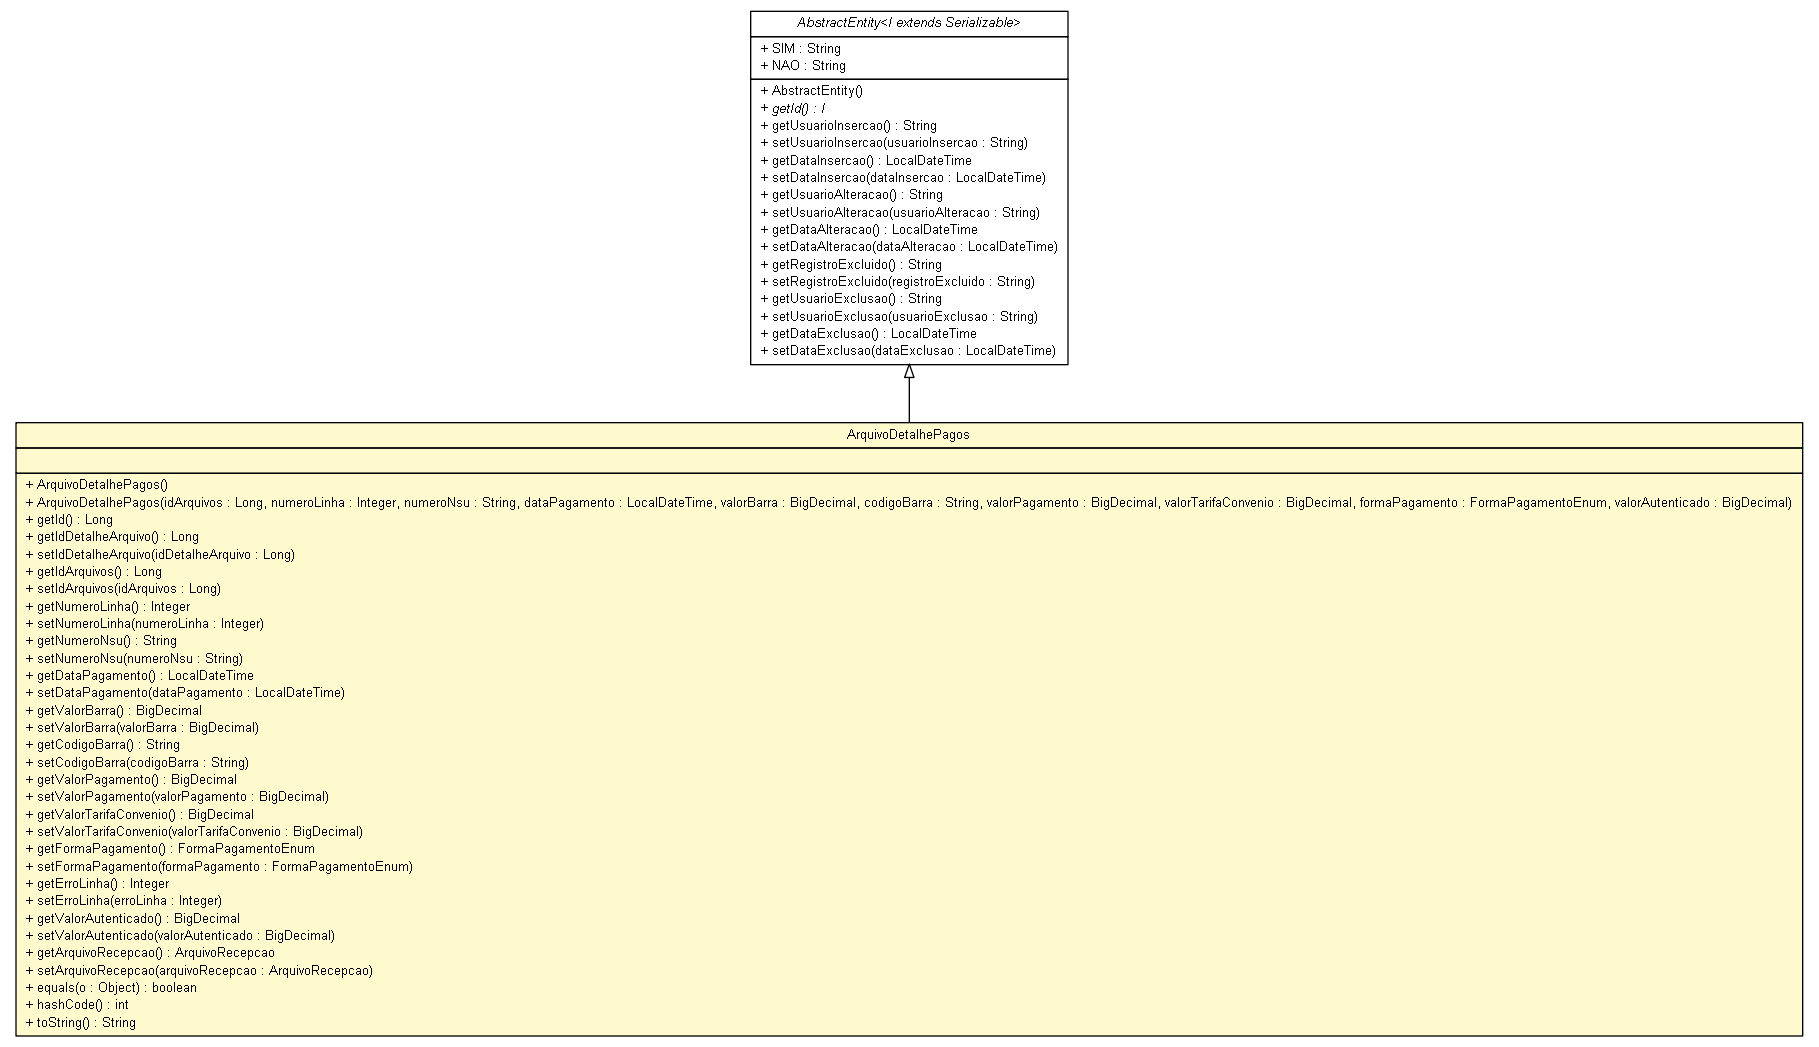 AbstractEntity<I extends Serializable>
+ SIM : String
+ NAO : String
+ AbstractEntity()
+ getId() : I
+ getUsuarioInsercao() : String
+ setUsuarioInsercao(usuarioInsercao : String)
+ getDataInsercao() : LocalDateTime
+ setDataInsercao(dataInsercao : LocalDateTime)
+ getUsuarioAlteracao() : String
+ setUsuarioAlteracao(usuarioAlteracao : String)
+ getDataAlteracao() : LocalDateTime
+ setDataAlteracao(dataAlteracao : LocalDateTime)
+ getRegistroExcluido() : String
+ setRegistroExcluido(registroExcluido : String)
+ getUsuarioExclusao() : String
+ setUsuarioExclusao(usuarioExclusao : String)
+ getDataExclusao() : LocalDateTime
+ setDataExclusao(dataExclusao : LocalDateTime)
ArquivoDetalhePagos
+ ArquivoDetalhePagos()
+ ArquivoDetalhePagos(idArquivos : Long, numeroLinha : Integer, numeroNsu : String, dataPagamento : LocalDateTime, valorBarra : BigDecimal, codigoBarra : String, valorPagamento : BigDecimal, valorTarifaConvenio : BigDecimal, formaPagamento : FormaPagamentoEnum, valorAutenticado : BigDecimal)
+ getId() : Long
+ getIdDetalheArquivo() : Long
+ setIdDetalheArquivo(idDetalheArquivo : Long)
+ getIdArquivos() : Long
+ setIdArquivos(idArquivos : Long)
+ getNumeroLinha() : Integer
+ setNumeroLinha(numeroLinha : Integer)
+ getNumeroNsu() : String
+ setNumeroNsu(numeroNsu : String)
+ getDataPagamento() : LocalDateTime
+ setDataPagamento(dataPagamento : LocalDateTime)
+ getValorBarra() : BigDecimal
+ setValorBarra(valorBarra : BigDecimal)
+ getCodigoBarra() : String
+ setCodigoBarra(codigoBarra : String)
+ getValorPagamento() : BigDecimal
+ setValorPagamento(valorPagamento : BigDecimal)
+ getValorTarifaConvenio() : BigDecimal
+ setValorTarifaConvenio(valorTarifaConvenio : BigDecimal)
+ getFormaPagamento() : FormaPagamentoEnum
+ setFormaPagamento(formaPagamento : FormaPagamentoEnum)
+ getErroLinha() : Integer
+ setErroLinha(erroLinha : Integer)
+ getValorAutenticado() : BigDecimal
+ setValorAutenticado(valorAutenticado : BigDecimal)
+ getArquivoRecepcao() : ArquivoRecepcao
+ setArquivoRecepcao(arquivoRecepcao : ArquivoRecepcao)
+ equals(o : Object) : boolean
+ hashCode() : int
+ toString() : String